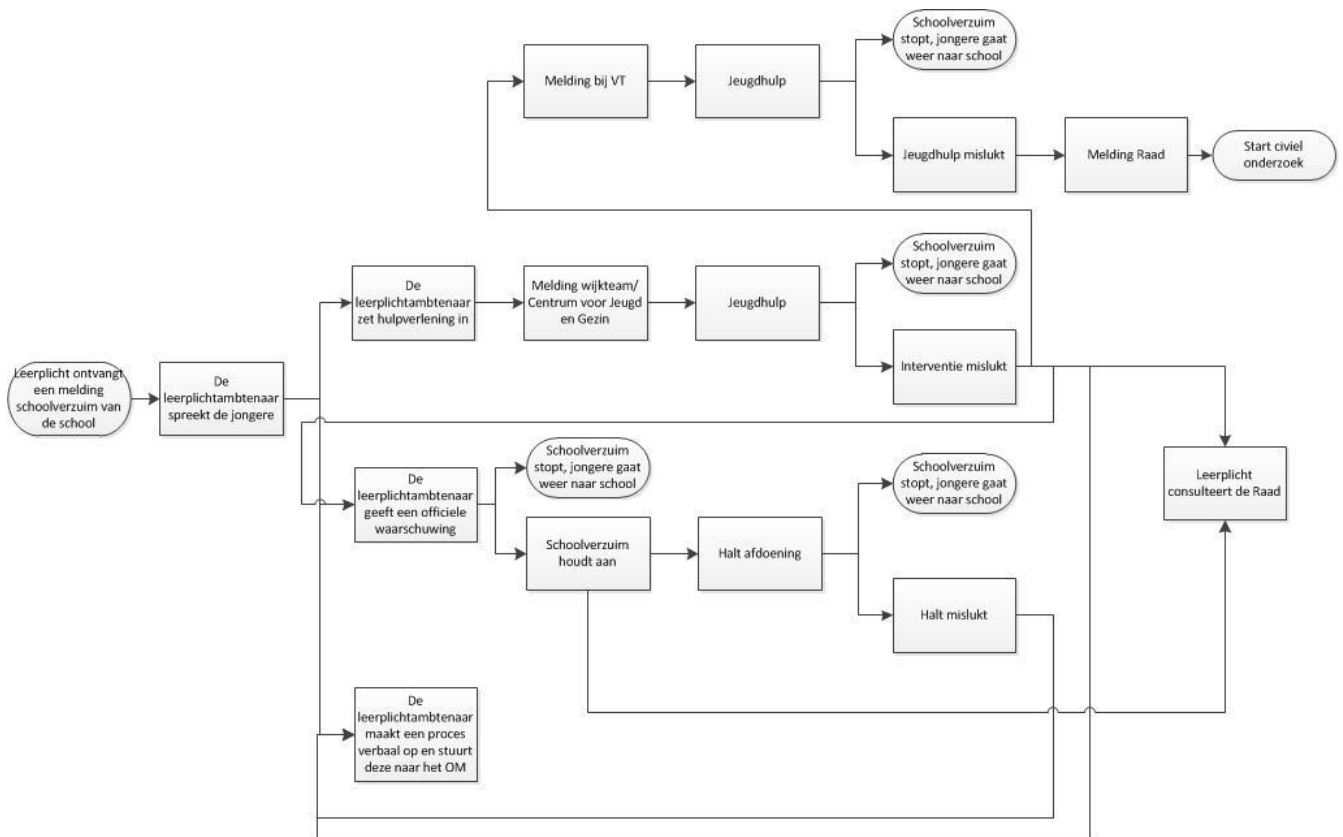 Schoolverzuim
stopt, jongere gaat
weer naar school
Melding bij VT
Jeugdhulp
Jeugdhulp mislukt
Melding Raad
Start civiel
onderzoek
Schoolverzuim
stopt, jongere gaat
weer naar school
De
leerplichtambtenaar
zet hulpverlening in
Melding wijkteam/
Centrum voor Jeugd
en Gezin
Jeugdhulp
Interventie mislukt
Leerplicht ontvangt
een melding
schoolverzuim van
de school
De
leerplichtambtenaar
spreekt de jongere
Schoolverzuim
stopt, jongere gaat
weer naar school
Schoolverzuim
stopt, jongere gaat
weer naar school
Leerplicht
consulteert de Raad
De
leerplichtambtenaar
geeft een officiele
waarschuwing
Schoolverzuim
houdt aan
Halt afdoening
Halt mislukt
De
leerplichtambtenaar
maakt een proces
verbaal op en stuurt
deze naar het OM